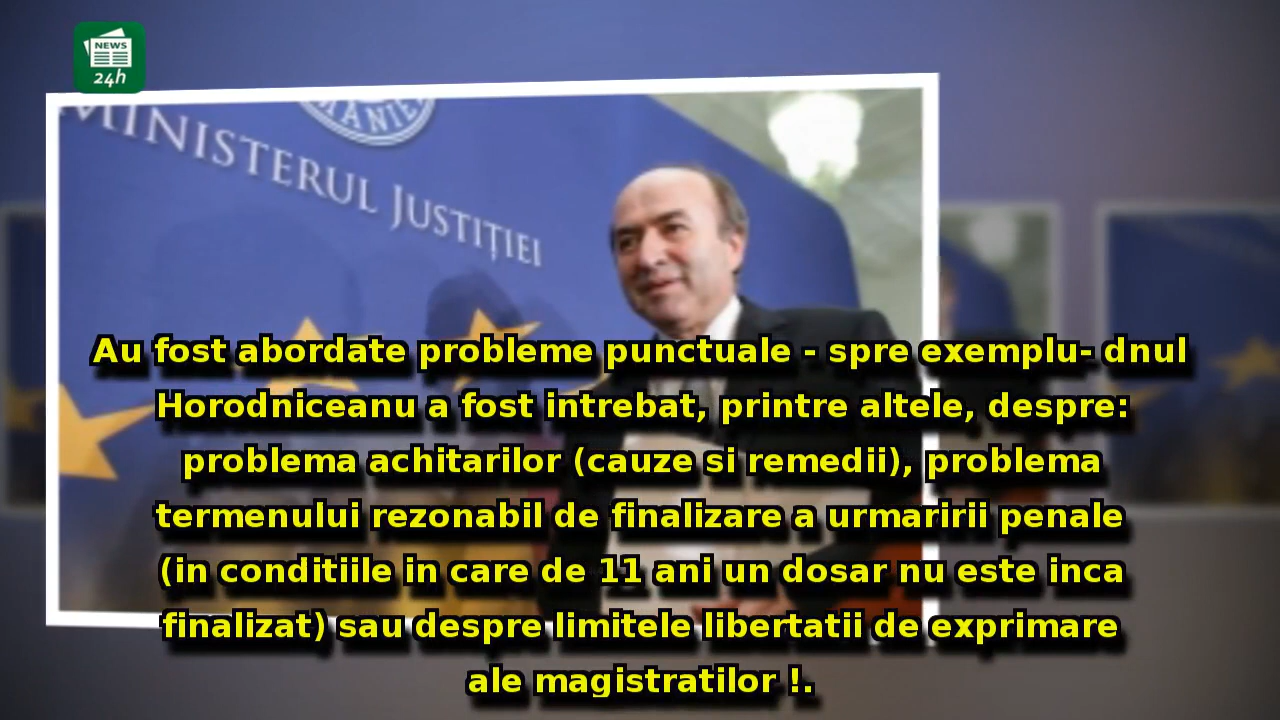 NEWS
24h
MÂNIEI
MINISTERUL JUSTIȚIEI
Au fost abordate probleme punctuale - spre exemplu- dnul
Horodniceanu a fost intrebat, printre altele, despre:
problema achitarilor (cauze si remedii), problema
termenului rezonabil de finalizare a urmaririi penale
(in conditiile in care de 11 ani un dosar nu este inca
finalizat) sau despre limitele libertatii de exprimare
ale magistratilor !.